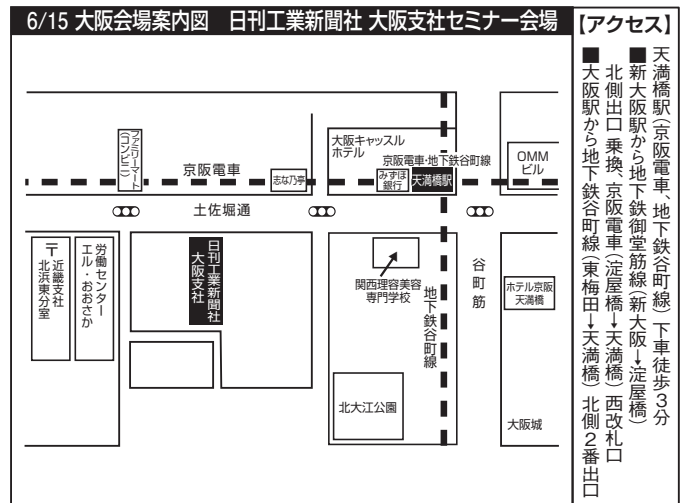 6/15 大阪会場案内図　日刊工業新聞社 大阪支社セミナー会場
ファミリーマート
(コンビニ)
京阪電車
志な乃亭
大阪キャッスル
ホテル
京阪電車・地下鉄谷町線
みずほ
銀行
天満橋駅
OMM
ビル
土佐堀通
〒近畿支社
北浜東分室
労働センター
エル・おおさか
日刊工業新聞社
大阪支社
関西理容美容
専門学校
地下鉄谷町線
谷町筋
ホテル京阪
天満橋
北大江公園
大阪城
【アクセス】
天満橋駅(京阪電車、地下鉄谷町線)下車徒歩3分
■新大阪駅から地下鉄御堂筋線(新大阪→淀屋橋)
北側出口 乗換、京阪電車(淀屋橋→天満橋)西改札口
■大阪駅から地下鉄谷町線(東梅田→天満橋)北側2番出口